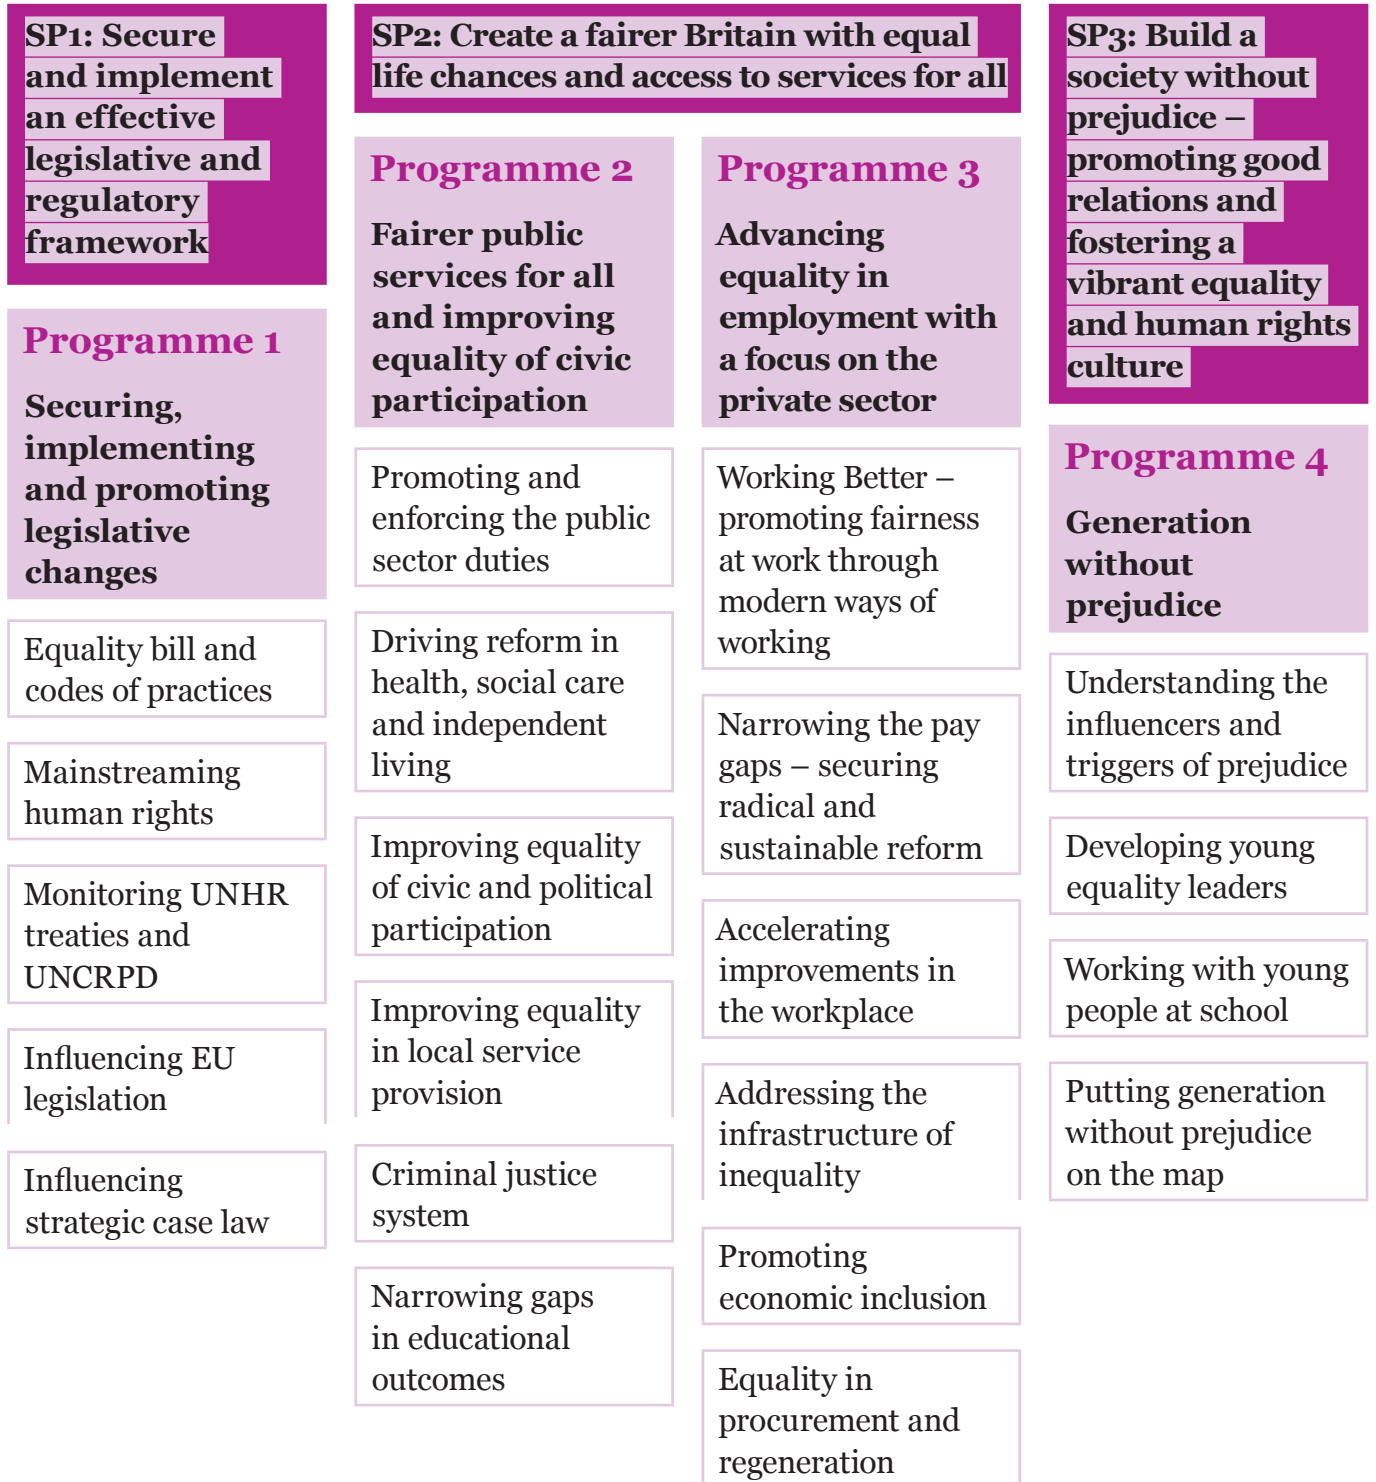 SP1: Secure
and implement
an effective
legislative and
regulatory
framework
Programme 1
Securing,
implementing
and promoting
legislative
changes
Equality bill and
codes of practices
Mainstreaming
human rights
Monitoring UNHR
treaties and
UNCRPD
Influencing EU
legislation
Influencing
strategic case law
SP2: Create a fairer Britain with equal
life chances and access to services for all
Programme 2
Fairer public
services for all
and improving
equality of civic
participation
Promoting and
enforcing the public
sector duties
Driving reform in
health, social care
and independent
living
Improving equality
of civic and political
participation
Improving equality
in local service
provision
Criminal justice
system
Narrowing gaps
in educational
outcomes
Programme 3
Advancing
equality in
employment with
a focus on the
private sector
Working Better –
promoting fairness
at work through
modern ways of
working
Narrowing the pay
gaps – securing
radical and
sustainable reform
Accelerating
improvements in
the workplace
Addressing the
infrastructure of
inequality
Promoting
economic inclusion
Equality in
procurement and
regeneration
SP3: Build a
society without
prejudice –
promoting good
relations and
fostering a
vibrant equality
and human rights
culture
Programme 4
Generation
without
prejudice
Understanding the
influencers and
triggers of prejudice
Developing young
equality leaders
Working with young
people at school
Putting generation
without prejudice
on the map